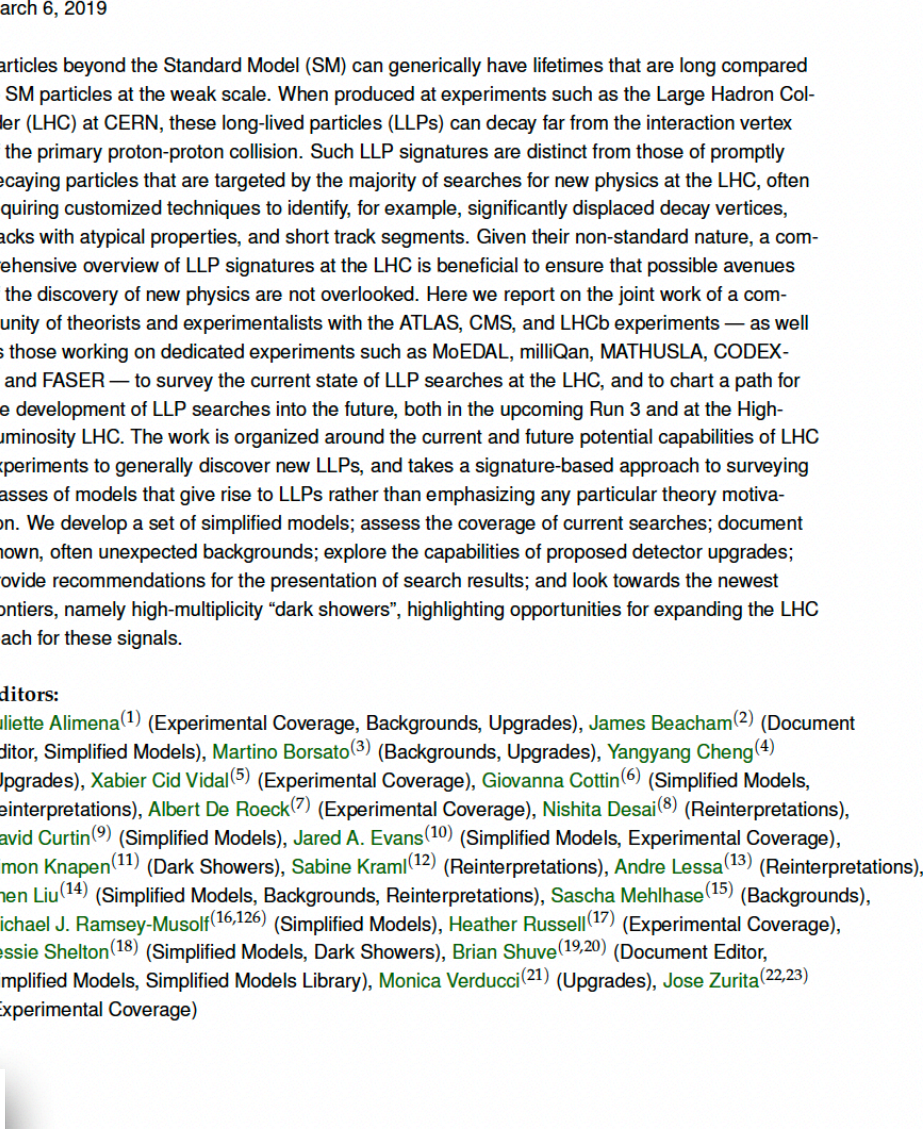 arch 6, 2019
articles beyond the Standard Model (SM) can generically have lifetimes that are long compared
SM particles at the weak scale. When produced at experiments such as the Large Hadron Col-
der (LHC) at CERN, these long-lived particles (LLPs) can decay far from the interaction vertex
the primary proton-proton collision. Such LLP signatures are distinct from those of promptly
ecaying particles that are targeted by the majority of searches for new physics at the LHC, often
quiring customized techniques to identify, for example, significantly displaced decay vertices,
acks with atypical properties, and short track segments. Given their non-standard nature, a com-
rehensive overview of LLP signatures at the LHC is beneficial to ensure that possible avenues
the discovery of new physics are not overlooked. Here we report on the joint work of a com-
unity of theorists and experimentalists with the ATLAS, CMS, and LHCb experiments — as well
s those working on dedicated experiments such as MoEDAL, milliQan, MATHUSLA, CODEX-
and FASER — to survey the current state of LLP searches at the LHC, and to chart a path for
e development of LLP searches into the future, both in the upcoming Run 3 and at the High-
uminosity LHC. The work is organized around the current and future potential capabilities of LHC
xperiments to generally discover new LLPs, and takes a signature-based approach to surveying
asses of models that give rise to LLPs rather than emphasizing any particular theory motiva-
on. We develop a set of simplified models; assess the coverage of current searches; document
nown, often unexpected backgrounds; explore the capabilities of proposed detector upgrades;
rovide recommendations for the presentation of search results; and look towards the newest
ontiers, namely high-multiplicity “dark showers”, highlighting opportunities for expanding the LHC
ach for these signals.
ditors:
uliette Alimena(1) (Experimental Coverage, Backgrounds, Upgrades), James Beacham(2) (Document
ditor, Simplified Models), Martino Borsato(3) (Backgrounds, Upgrades), Yangyang Cheng(4)
Upgrades), Xabier Cid Vidal(5) (Experimental Coverage), Giovanna Cottin(6) (Simplified Models,
einterpretations), Albert De Roeck(7) (Experimental Coverage), Nishita Desai(8) (Reinterpretations),
avid Curtin(9) (Simplified Models), Jared A. Evans(10) (Simplified Models, Experimental Coverage),
imon Knapen(11) (Dark Showers), Sabine Kraml(12) (Reinterpretations), Andre Lessa(13) (Reinterpretations),
hen Liu(14) (Simplified Models, Backgrounds, Reinterpretations), Sascha Mehlhase(15) (Backgrounds),
ichael J. Ramsey-Musolf(16,126) (Simplified Models), Heather Russell(17) (Experimental Coverage),
essie Shelton(18) (Simplified Models, Dark Showers), Brian Shuve(19,20) (Document Editor,
implified Models, Simplified Models Library), Monica Verducci(21) (Upgrades), Jose Zurita(22,23)
Experimental Coverage)